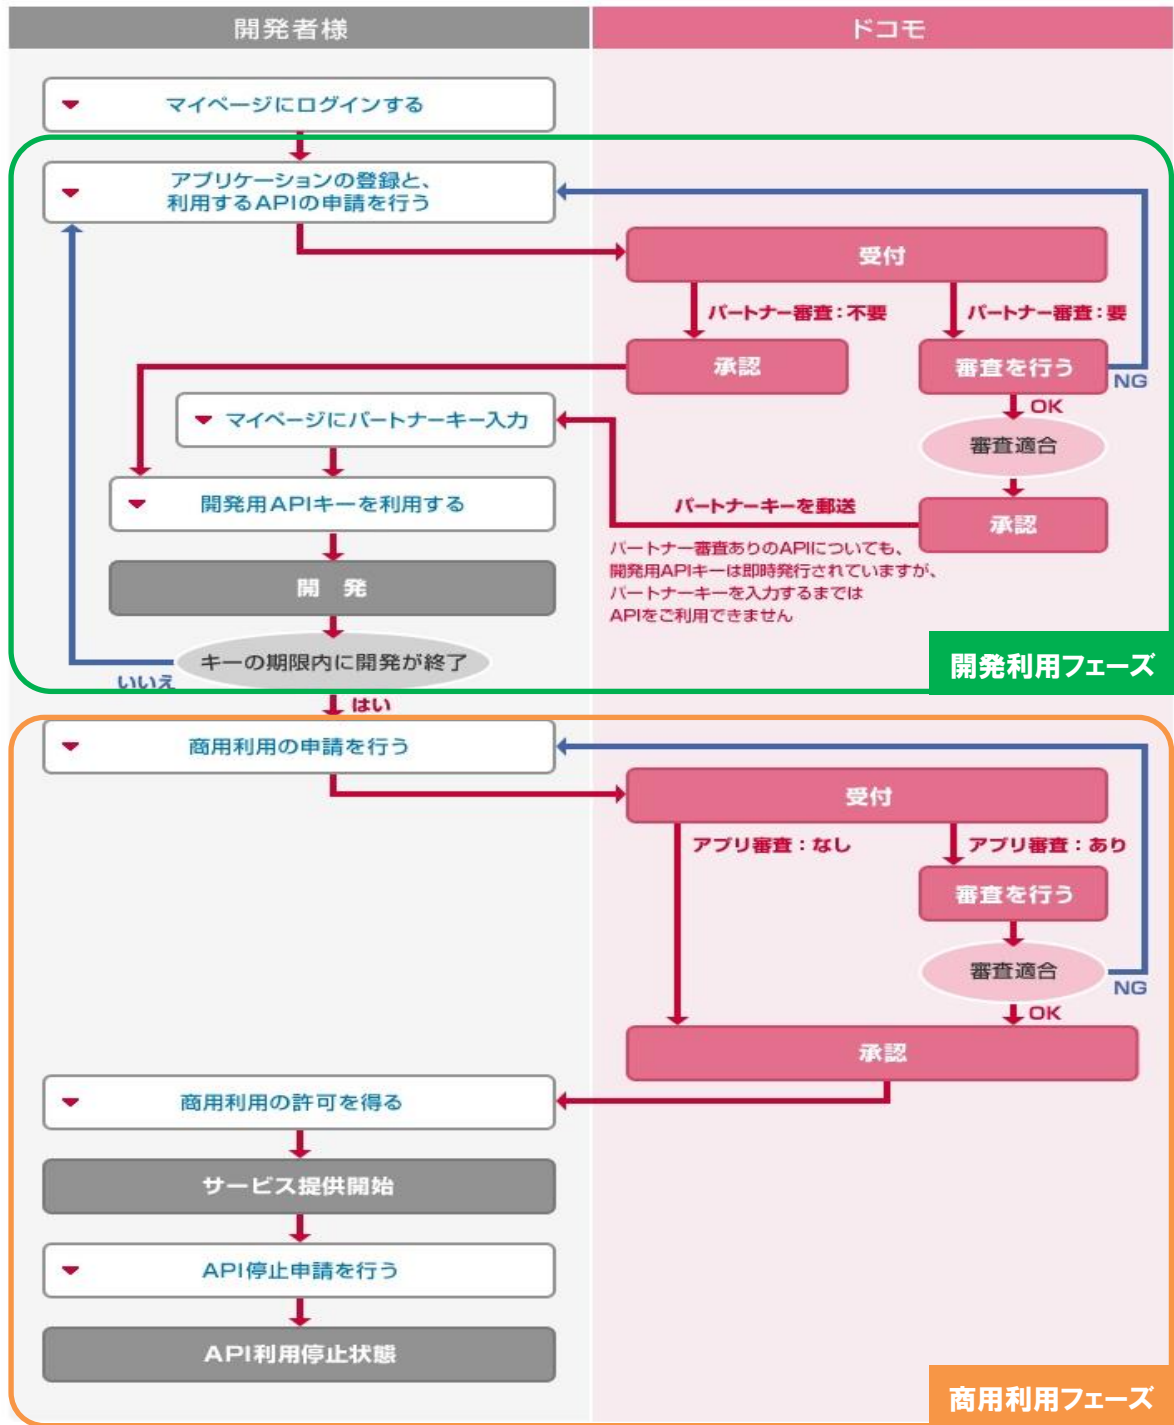 開発者様
ドコモ
マイページにログインする
アプリケーションの登録と、
利用するAPIの申請を行う
受付
パートナー審査：不要
パートナー審査：要
承認
審査を行う
NG
OK
マイページにパートナーキー入力
審査適合
開発用APIキーを利用する
パートナーキーを郵送
承認
パートナー審査ありのAPIについても、
開発用APIキーは即時発行されていますが、
パートナーキーを入力するまでは
APIをご利用できません
開 発
キーの期限内に開発が終了
いいえ
開発利用フェーズ
はい
商用利用の申請を行う
受付
アプリ審査：なし
アプリ審査：あり
審査を行う
審査適合
NG
OK
承認
商用利用の許可を得る
サービス提供開始
API停止申請を行う
API利用停止状態
商用利用フェーズ